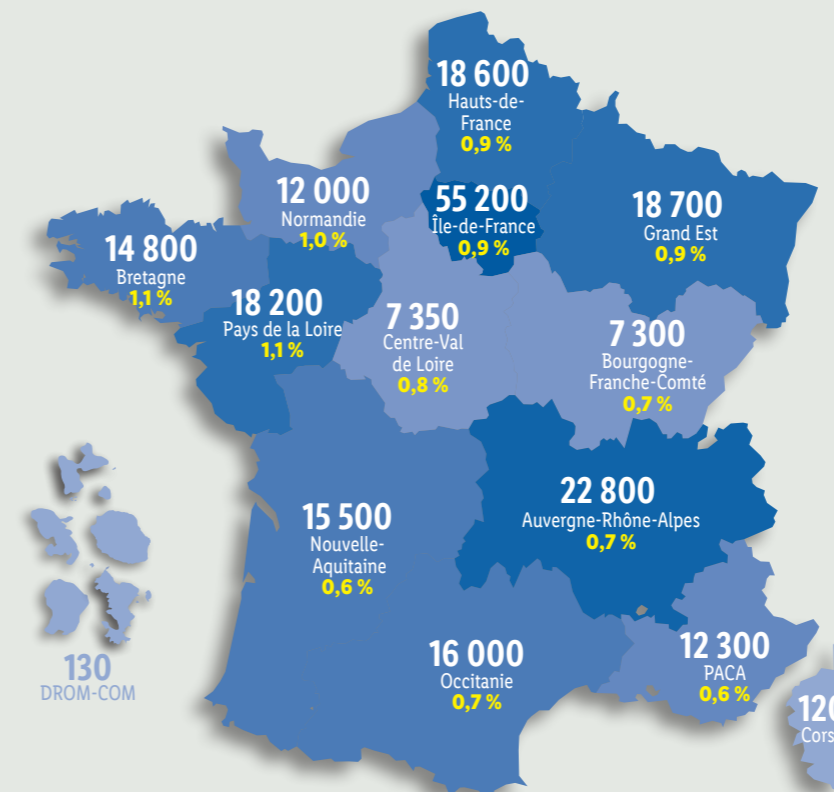 18 600
Hauts-de-
France
0,9 %
12 000
Normandie
1,0 %
55 200
Île-de-France
0,9 %
18 700
Grand Est
0,9 %
14 800
Bretagne
1,1 %
18 200
Pays de la Loire
1,1 %
7 350
Centre-Val
de Loire
0,8 %
7 300
Bourgogne-
Franche-Comté
0,7 %
22 800
Auvergne-Rhône-Alpes
0,7 %
15 500
Nouvelle-
Aquitaine
0,6 %
16 000
Occitanie
0,7 %
12 300
PACA
0,6 %
130
DROM-COM
120
Cors